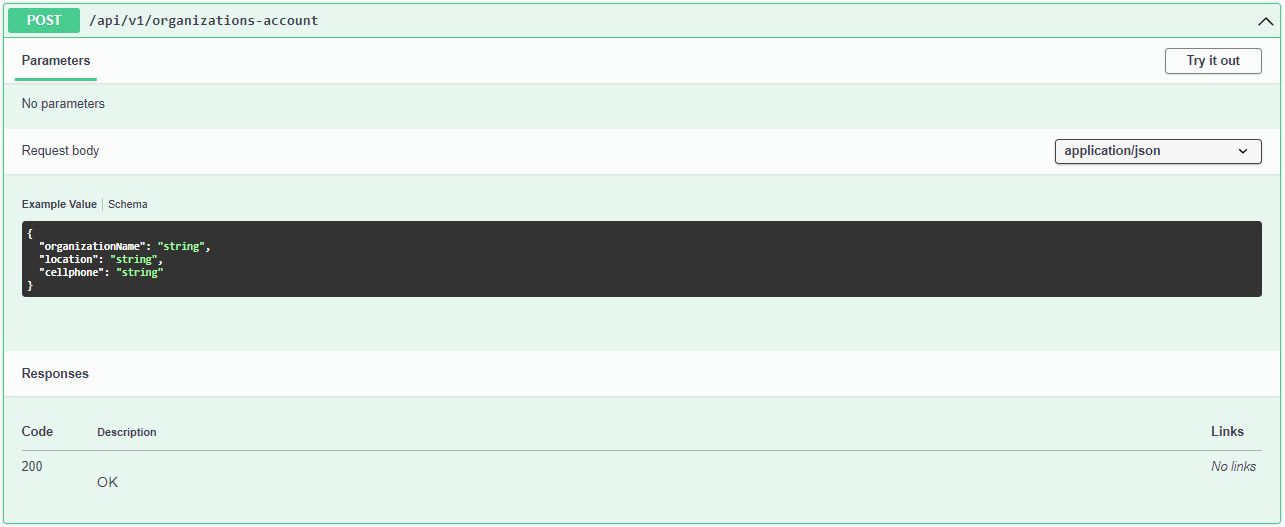 POST /api/v1/organizations-account
Parameters
Try it out
No parameters
Request body
application/json
Example Value
Schema
{
  "organizationName": "string",
  "location": "string",
  "cellphone": "string"
}
Responses
Code Description Links
200 No links
OK